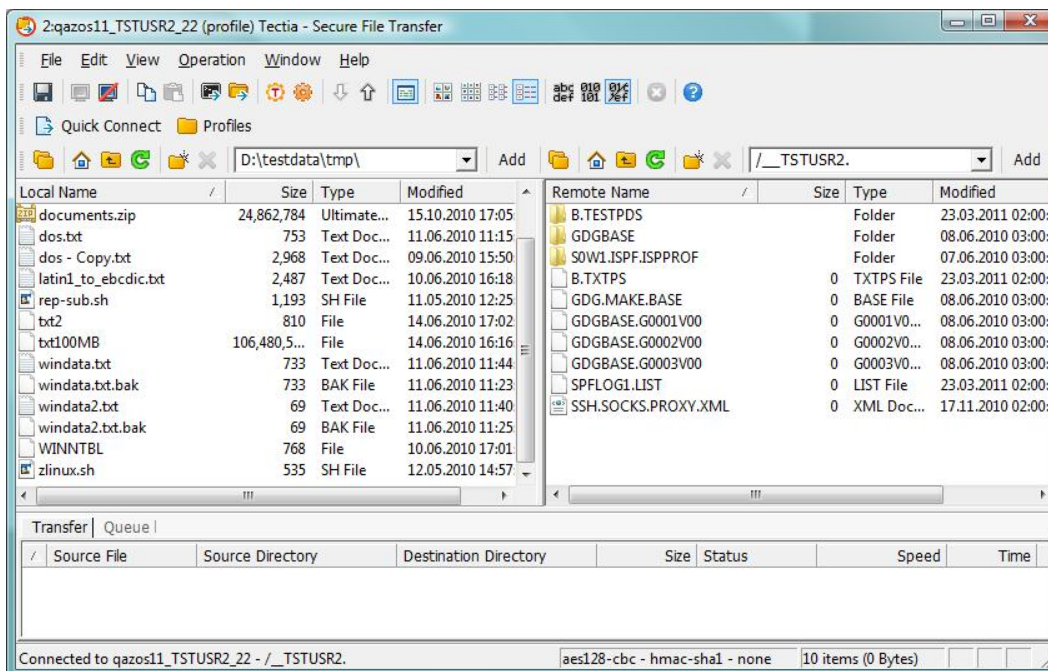 2:qazos11_TSTUSR2_22 (profile) Tectia - Secure File Transfer
File Edit View Operation Window Help
abc def 010 101
Quick Connect Profiles
D:\testdata\tmp\ Add /__TSTUSR2. Add
Local Name / Size Type Modified Remote Name / Size Type Modified
documents.zip 24,862,784 Ultimate... 15.10.2010 17:05: B.TESTPDS Folder 23.03.2011 02:00:
dos.txt 753 Text Doc... 11.06.2010 11:15: GDGBASE Folder 08.06.2010 03:00:
dos - Copy.txt 2,968 Text Doc... 09.06.2010 15:50: S0W1.ISPF.ISPPROF Folder 07.06.2010 03:00:
latin1_to_ebcdic.txt 2,487 Text Doc... 10.06.2010 16:18: B.TXTPS 0 TXTPS File 23.03.2011 02:00:
rep-sub.sh 1,193 SH File 11.05.2010 12:25: GDG.MAKE.BASE 0 BASE File 08.06.2010 03:00:
txt2 810 File 14.06.2010 17:02: GDGBASE.G0001V00 0 G0001V0... 08.06.2010 03:00:
txt100MB 106,480,5... File 14.06.2010 16:16: GDGBASE.G0002V00 0 G0002V0... 08.06.2010 03:00:
windata.txt 733 Text Doc... 11.06.2010 11:44: GDGBASE.G0003V00 0 G0003V0... 08.06.2010 03:00:
windata.txt.bak 733 BAK File 11.06.2010 11:23: SPFLOG1.LIST 0 LIST File 23.03.2011 02:00:
windata2.txt 69 Text Doc... 11.06.2010 11:40: SSH.SOCKS.PROXY.XML 0 XML Doc... 17.11.2010 02:00:
windata2.txt.bak 69 BAK File 11.06.2010 11:25:
WINNTBL 768 File 10.06.2010 17:01:
zlinux.sh 535 SH File 12.05.2010 14:57:
Transfer Queue
/ Source File Source Directory Destination Directory Size Status Speed Time
Connected to qazos11_TSTUSR2_22 - /__TSTUSR2. aes128-cbc - hmac-sha1 - none 10 items (0 Bytes)